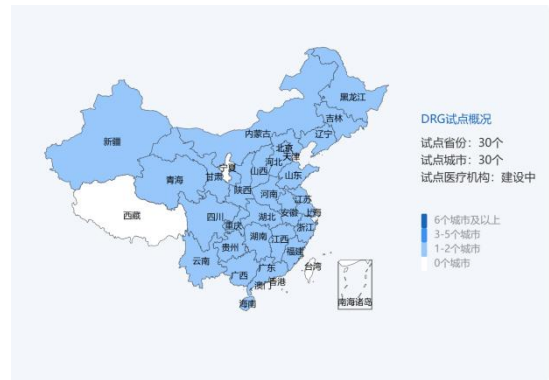 黑龙江
吉林
辽宁
内蒙古
新疆
北京
天津
河北
山西
宁夏
山东
青海
甘肃
陕西
河南
江苏
西藏
四川
重庆
湖北
安徽
上海
浙江
湖南
江西
贵州
福建
云南
广西
广东
台湾
澳门
香港
海南
南海诸岛
DRG试点概况
试点省份：30个
试点城市：30个
试点医疗机构：建设中
6个城市及以上
3-5个城市
1-2个城市
0个城市